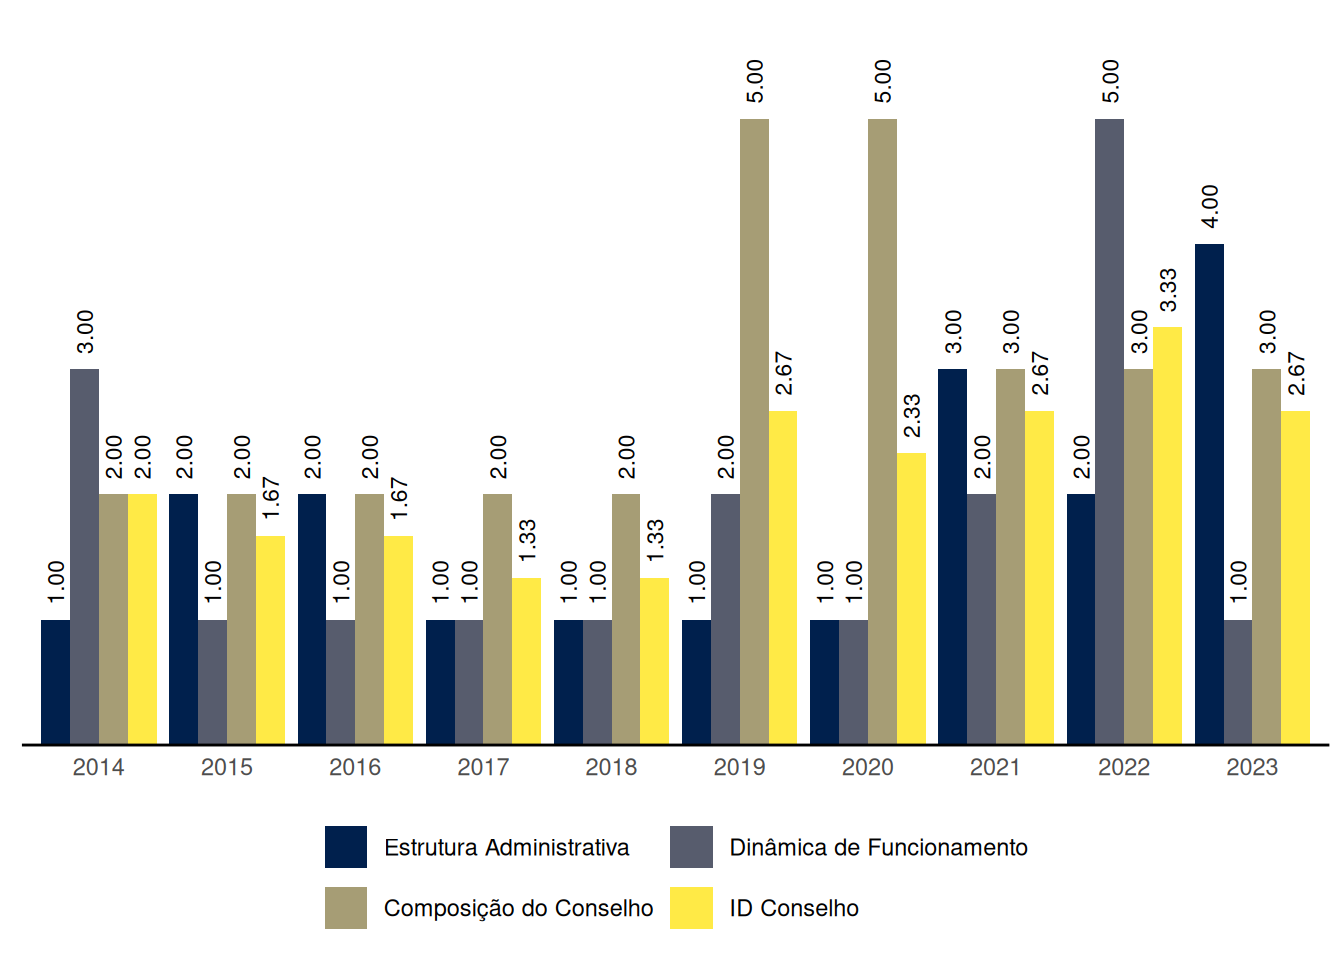 1.00 3.00 2.00 2.00 2.00 1.00 2.00 1.67 2.00 1.00 2.00 1.67 1.00 1.00 2.00 1.33 1.00 1.00 2.00 1.33 1.00 2.00 5.00 2.67 1.00 1.00 5.00 2.33 3.00 2.00 3.00 2.67 2.00 5.00 3.00 3.33 4.00 1.00 3.00 2.67
2014 2015 2016 2017 2018 2019 2020 2021 2022 2023
Estrutura Administrativa Dinâmica de Funcionamento
Composição do Conselho ID Conselho